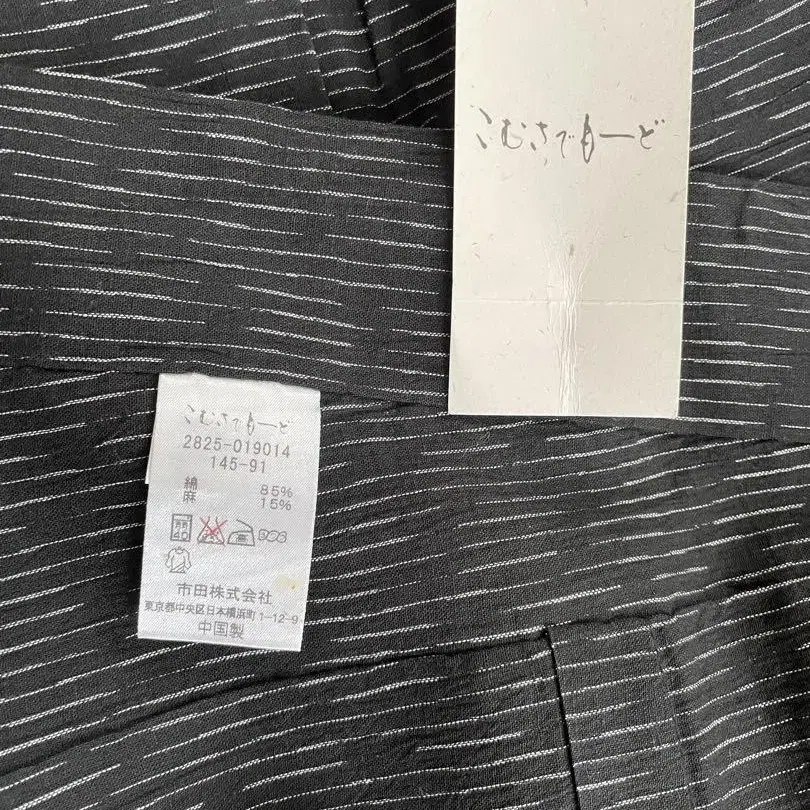 こむさでもーど
こむさでもーど
2825-019014
145-91
綿 85%
麻 15%
市田株式会社
東京都中央区日本橋浜町1-12-9
中国製